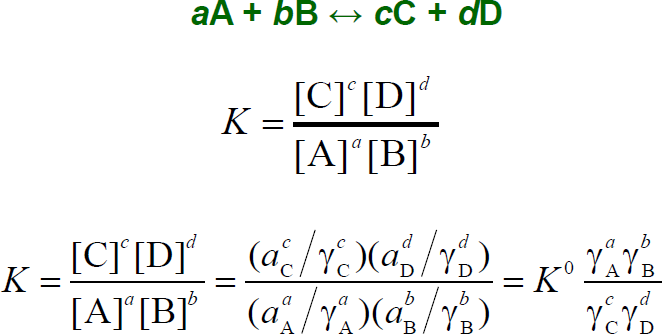 aA + bB ↔ cC + dD
K = [C]^c [D]^d / [A]^a [B]^b
K = [C]^c [D]^d / [A]^a [B]^b = (a_C^c / γ_C^c)(a_D^d / γ_D^d) / (a_A^a / γ_A^a)(a_B^b / γ_B^b) = K^0 γ_A^a γ_B^b / γ_C^c γ_D^d